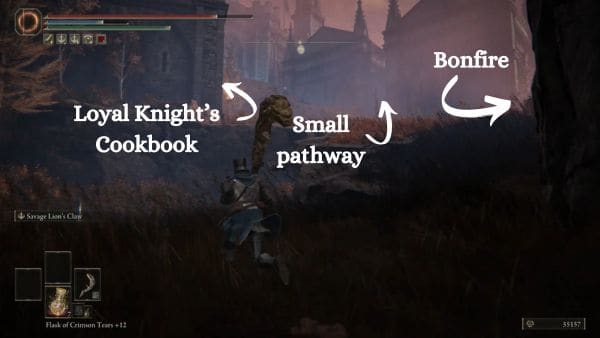 Bonfire
Loyal Knight's
Cookbook
Small
pathway
Savage Lion's Claw
Flask of Crimson Tears +12
55157